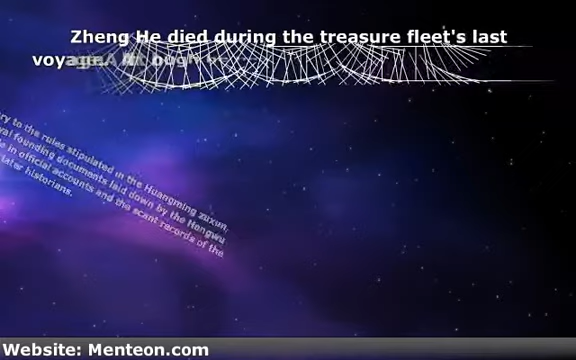 Zheng He died during the treasure fleet's last
voyage. Although
ry to the rules stipulated in the Huangming zuxun,
founding documents laid down by the Hongwu
in official accounts and the scant records of the
later historians.
Website: Menteon.com